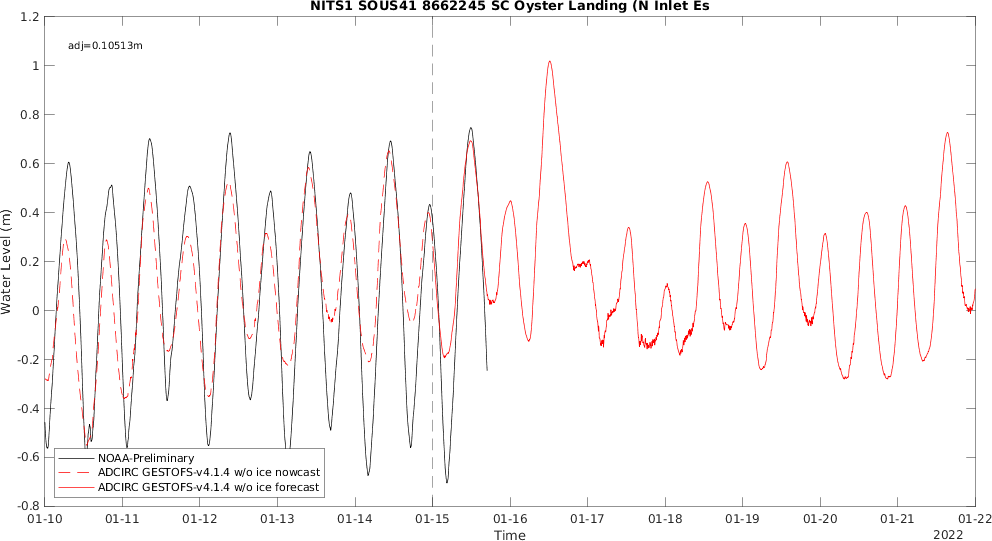 NITS1 SOUS41 8662245 SC Oyster Landing (N Inlet Es
adj=0.10513m
Water Level (m)
1.2
1
0.8
0.6
0.4
0.2
0
-0.2
-0.4
-0.6
-0.8
NOAA-Preliminary
ADCIRC GESTOFS-v4.1.4 w/o ice nowcast
ADCIRC GESTOFS-v4.1.4 w/o ice forecast
01-10 01-11 01-12 01-13 01-14 01-15 01-16 01-17 01-18 01-19 01-20 01-21 01-22
Time
2022